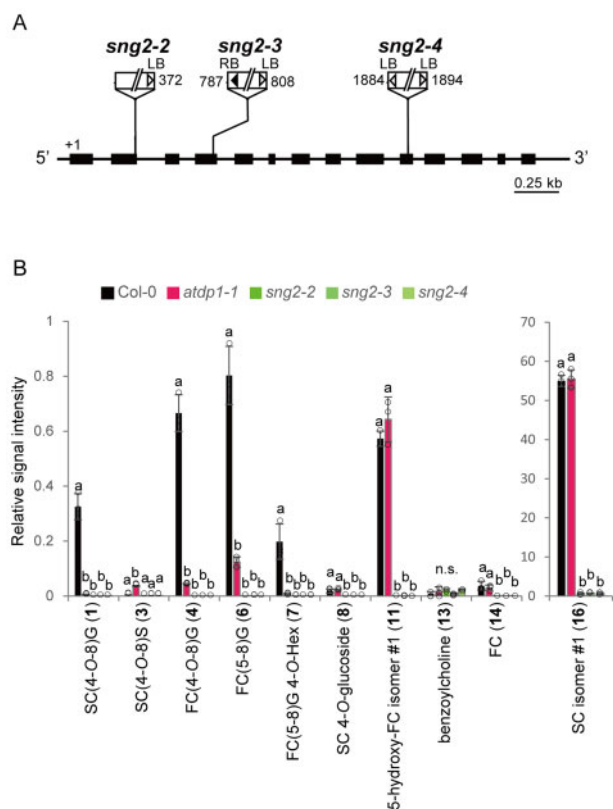 A
sng2-2 sng2-3 sng2-4
LB RB LB LB LB
372 787 808 1884 1894
+1
5’ 3’
0.25 kb
B
Col-0 atdp1-1 sng2-2 sng2-3 sng2-4
Relative signal intensity
1
0.8
0.6
0.4
0.2
0
70
60
50
40
30
20
10
0
a b b b b
a b a a a
a b b b b
a b b b b
a b b b b
a a b b b
a a b b b
n.s.
a a b b b
a a b b b
SC(4-O-8)G (1)
SC(4-O-8)S (3)
FC(4-O-8)G (4)
FC(5-8)G (6)
FC(5-8)G 4-O-Hex (7)
SC 4-O-glucoside (8)
5-hydroxy-FC isomer #1 (11)
benzoylcholine (13)
FC (14)
SC isomer #1 (16)